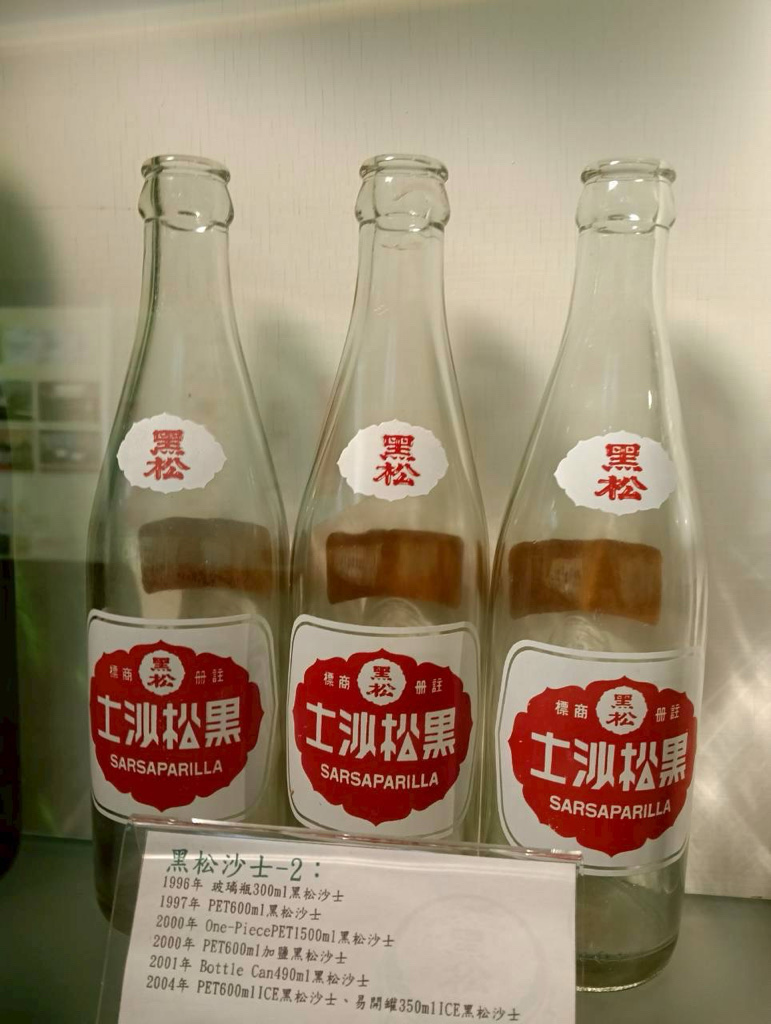 黑松
黑松
黑松
標商 黑松 冊註
士沙松黑
SARSAPARILLA
標商 黑松 冊註
士沙松黑
SARSAPARILLA
標商 黑松 冊註
士沙松黑
SARSAPARILLA
黑松沙士-2：
1996年 玻璃瓶300ml黑松沙士
1997年 PET600ml黑松沙士
2000年 One-PiecePET1500ml黑松沙士
2000年 PET600ml加鹽黑松沙士
2001年 Bottle Can490ml黑松沙士
2004年 PET600mlICE黑松沙士、易開罐350mlICE黑松沙士